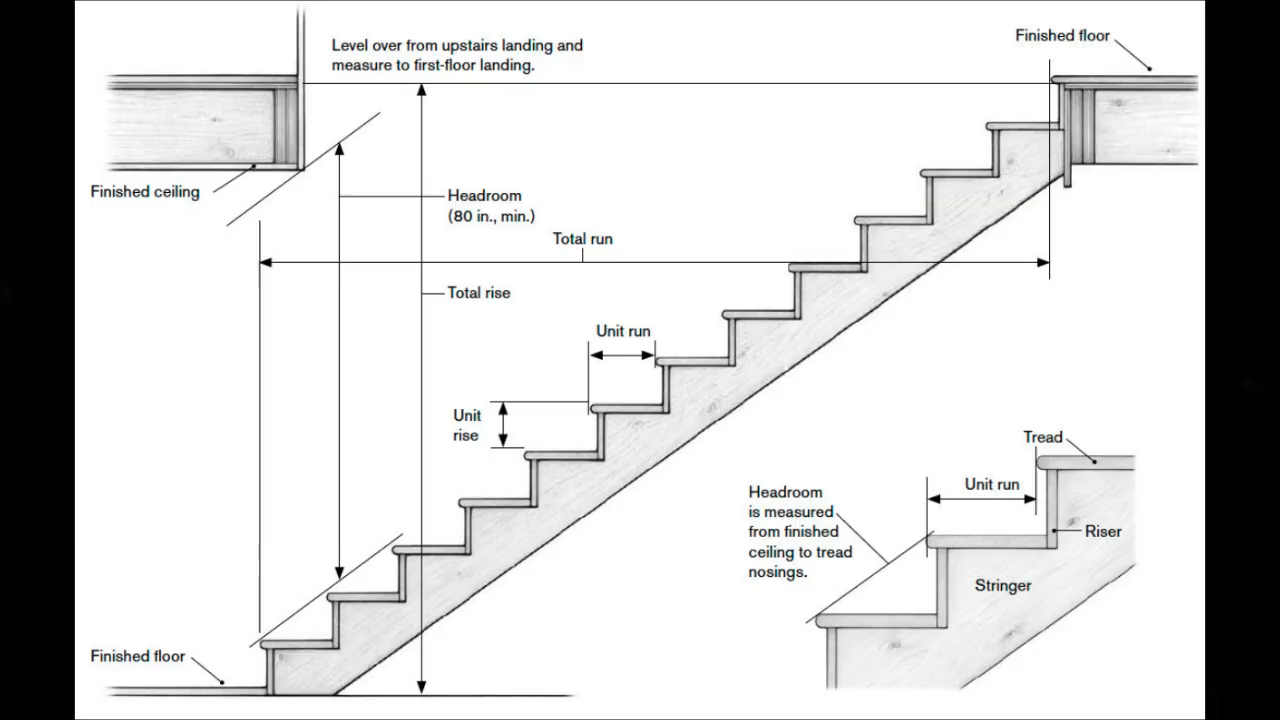 Level over from upstairs landing and
measure to first-floor landing.
Finished floor
Finished ceiling
Headroom
(80 in., min.)
Total run
Total rise
Unit run
Unit
rise
Tread
Unit run
Headroom
is measured
from finished
ceiling to tread
nosings.
Riser
Stringer
Finished floor